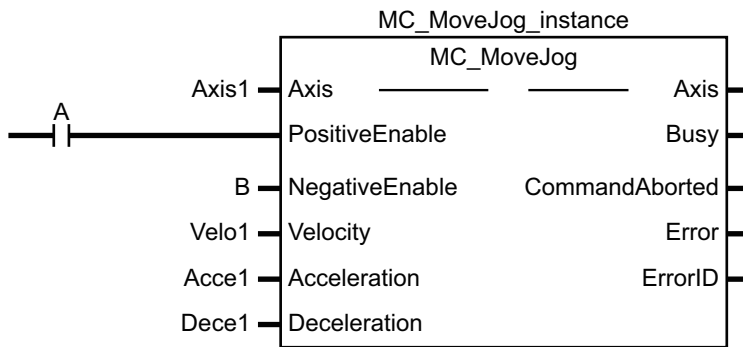 MC_MoveJog_instance
MC_MoveJog
Axis1 Axis Axis
A
PositiveEnable Busy
B NegativeEnable CommandAborted
Velo1 Velocity Error
Acce1 Acceleration ErrorID
Dece1 Deceleration